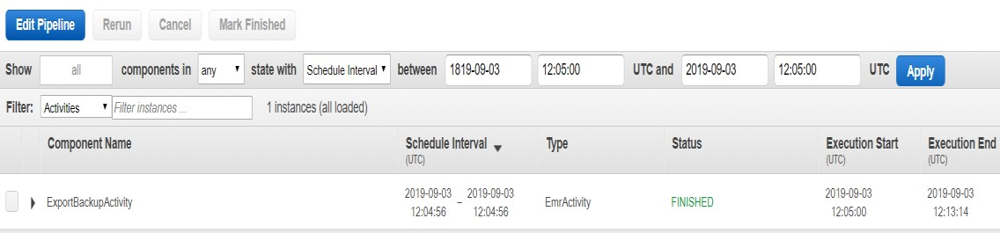 Edit Pipeline Rerun Cancel Mark Finished
Show all components in any state with Schedule Interval between 1819-09-03 12:05:00 UTC and 2019-09-03 12:05:00 UTC Apply
Filter: Activities Filter instances ... 1 instances (all loaded)
Component Name Schedule Interval Type Status Execution Start Execution End
(UTC) (UTC) (UTC)
2019-09-03 2019-09-03 2019-09-03 2019-09-03
ExportBackupActivity – EmrActivity FINISHED
12:04:56 12:04:56 12:05:00 12:13:14